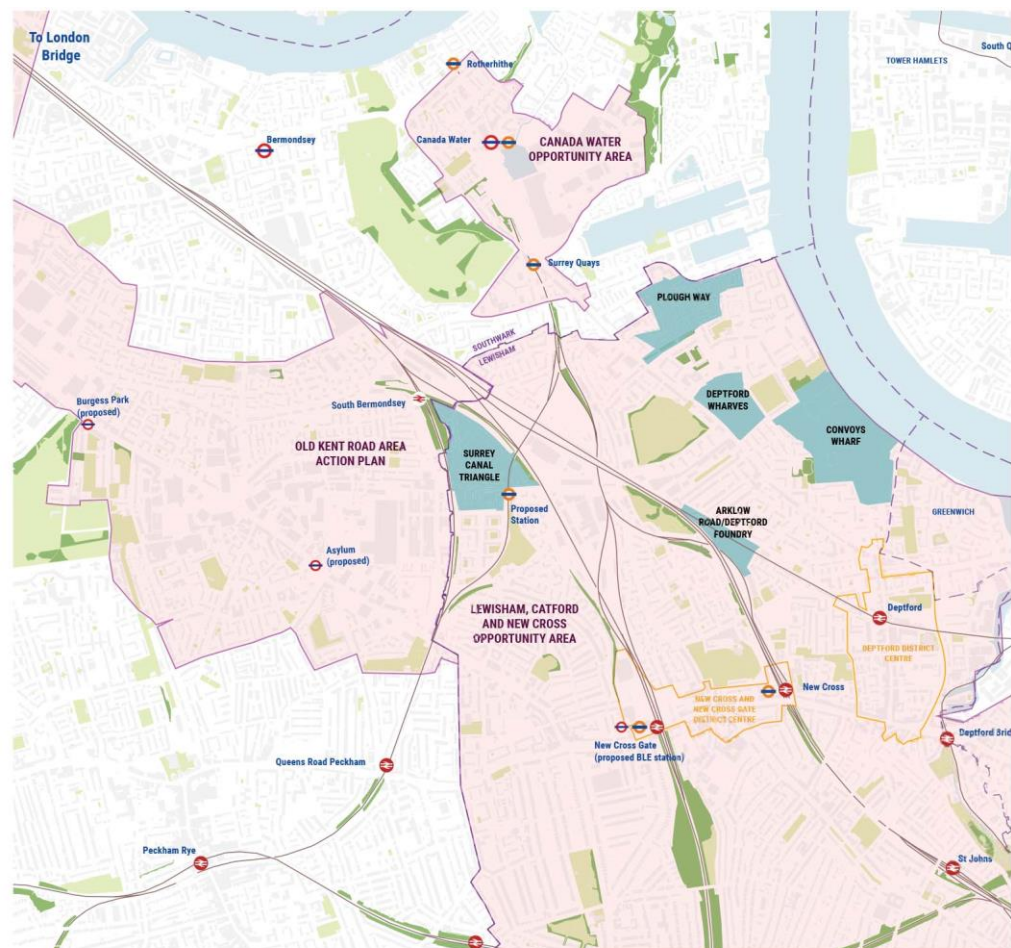 To London
Bridge
Rotherhithe
South Q
TOWER HAMLETS
Bermondsey
Canada Water
CANADA WATER
OPPORTUNITY AREA
Surrey Quays
PLOUGH WAY
SOUTHWARK
LEWISHAM
Burgess Park
(proposed)
South Bermondsey
DEPTFORD
WHARVES
CONVOYS
WHARF
OLD KENT ROAD AREA
ACTION PLAN
SURREY
CANAL
TRIANGLE
Proposed
Station
ARKLOW
ROAD/DEPTFORD
FOUNDRY
GREENWICH
Asylum
(proposed)
LEWISHAM, CATFORD
AND NEW CROSS
OPPORTUNITY AREA
Deptford
DEPTFORD DISTRICT
CENTRE
New Cross
NEW CROSS AND
NEW CROSS GATE
DISTRICT CENTRE
New Cross Gate
(proposed BLE station)
Deptford Brid
Queens Road Peckham
Peckham Rye
St Johns